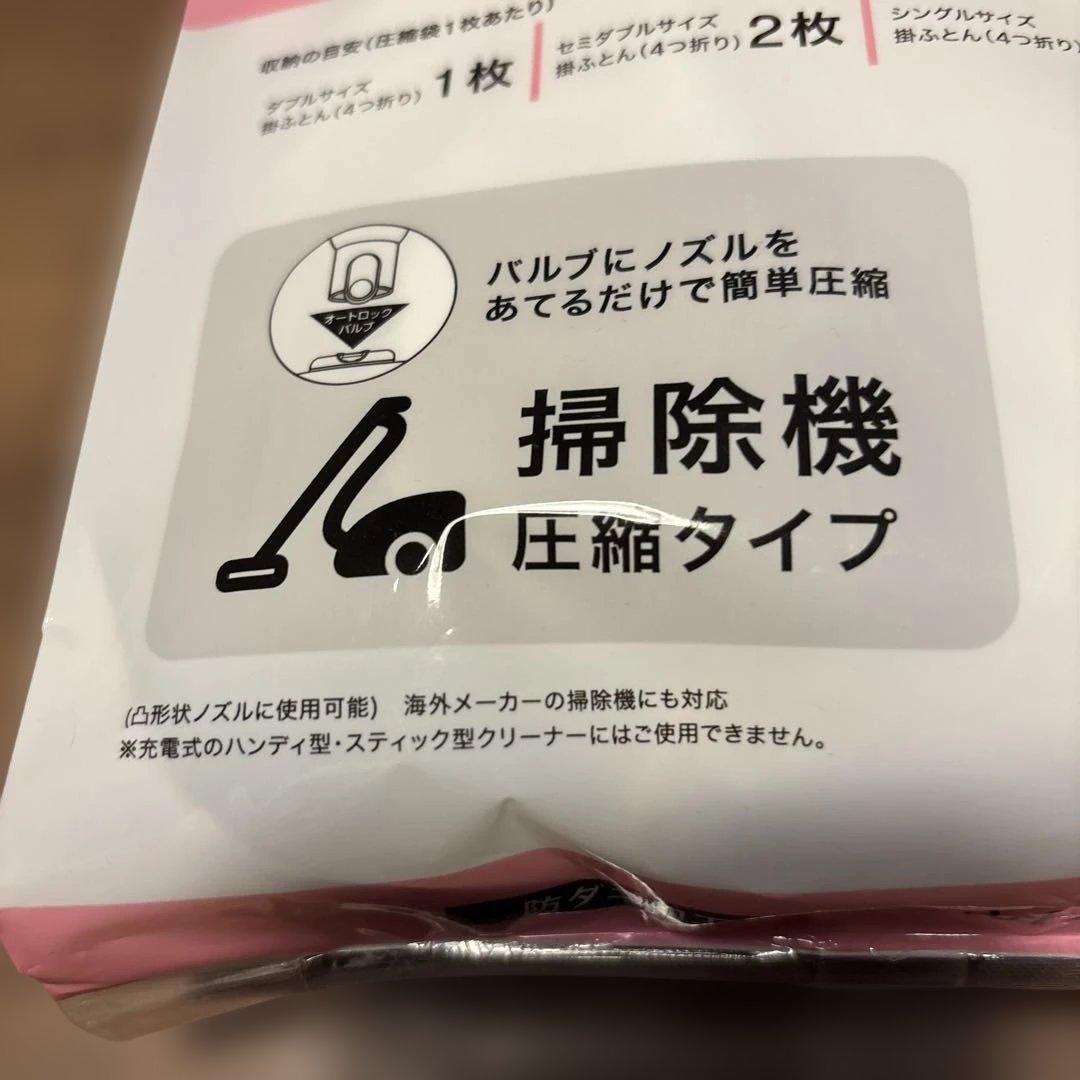 収納の目安(圧縮袋1枚あたり)
ダブルサイズ
掛ふとん(4つ折り) 1枚
セミダブルサイズ
掛ふとん(4つ折り) 2枚
シングルサイズ
掛ふとん(4つ折り)
バルブにノズルを
あてるだけで簡単圧縮
オートロック
バルブ
掃除機
圧縮タイプ
(凸形状ノズルに使用可能) 海外メーカーの掃除機にも対応
※充電式のハンディ型・スティック型クリーナーにはご使用できません。
防ダニ